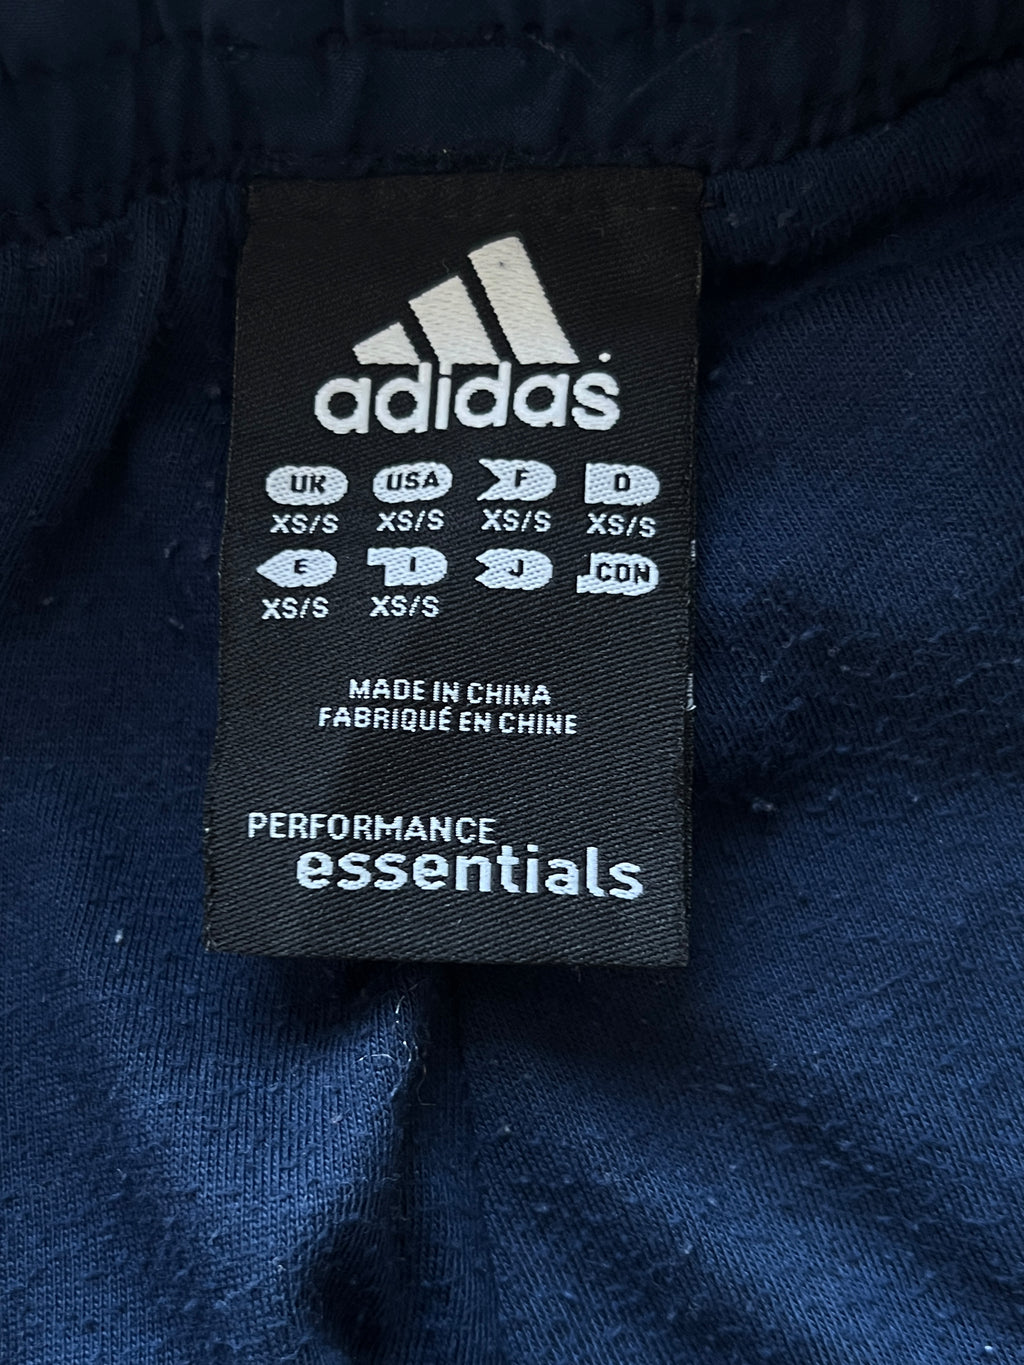 adidas
UK USA F D
XS/S XS/S XS/S XS/S
E I J CON
XS/S XS/S
MADE IN CHINA
FABRIQUÉ EN CHINE
PERFORMANCE
essentials